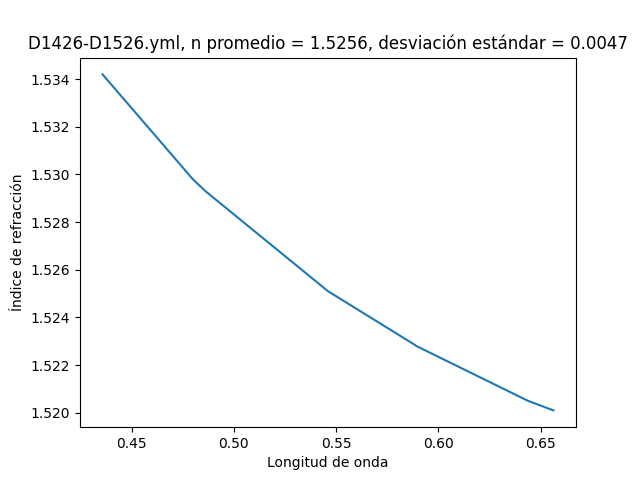 D1426-D1526.yml, n promedio = 1.5256, desviación estándar = 0.0047
Índice de refracción
1.534
1.532
1.530
1.528
1.526
1.524
1.522
1.520
0.45 0.50 0.55 0.60 0.65
Longitud de onda